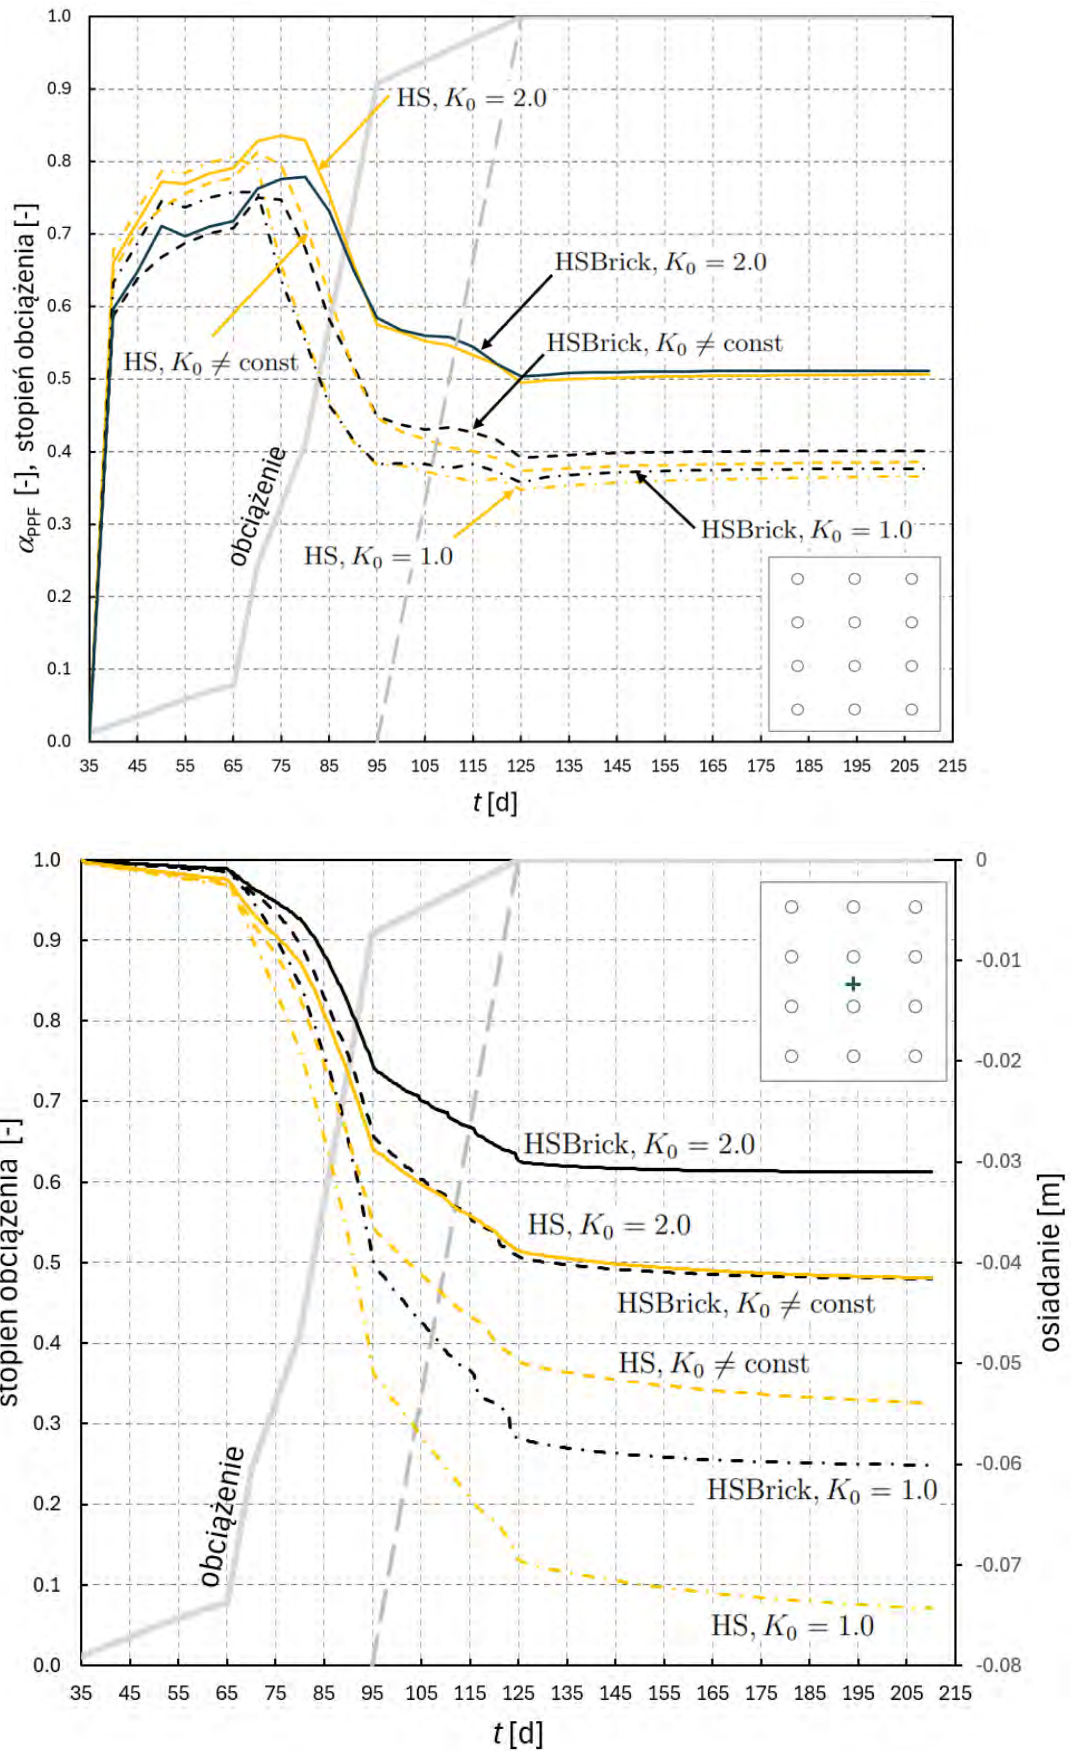 1.0
0.9
0.8
0.7
0.6
0.5
0.4
0.3
0.2
0.1
0.0
α_PPF [-], stopień obciążenia [-]
HS, K₀ = 2.0
HSBrick, K₀ = 2.0
HSBrick, K₀ ≠ const
HS, K₀ ≠ const
obciążenie
HSBrick, K₀ = 1.0
HS, K₀ = 1.0
35 45 55 65 75 85 95 105 115 125 135 145 155 165 175 185 195 205 215
t [d]
1.0
0.9
0.8
0.7
0.6
0.5
0.4
0.3
0.2
0.1
0.0
stopień obciążenia [-]
0
-0.01
-0.02
-0.03
-0.04
-0.05
-0.06
-0.07
-0.08
osiadanie [m]
HSBrick, K₀ = 2.0
HS, K₀ = 2.0
HSBrick, K₀ ≠ const
HS, K₀ ≠ const
obciążenie
HSBrick, K₀ = 1.0
HS, K₀ = 1.0
35 45 55 65 75 85 95 105 115 125 135 145 155 165 175 185 195 205 215
t [d]